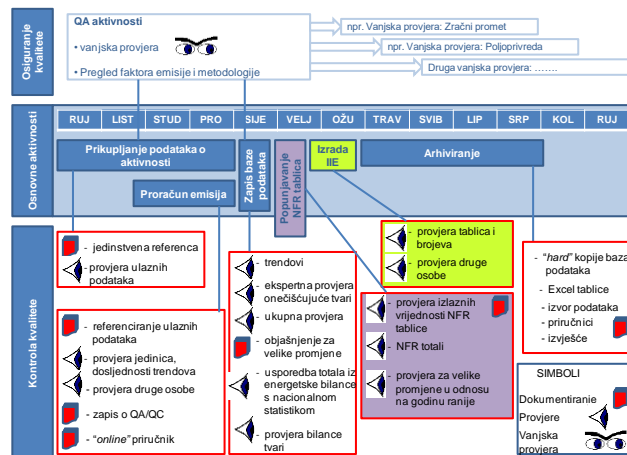 Osiguranje kvalitete
QA aktivnosti
• vanjska provjera
• Pregled faktora emisije i metodologije
npr. Vanjska provjera: Zračni promet
npr. Vanjska provjera: Poljoprivreda
Druga vanjska provjera: …….
Osnovne aktivnosti
RUJ LIST STUD PRO SIJE VELJ OŽU TRAV SVIB LIP SRP KOL RUJ
Prikupljanje podataka o
aktivnosti
Proračun emisija
Zapis baze
podataka
Popunjavanje
NFR tablica
Izrada
IIE
Arhiviranje
Kontrola kvalitete
- jedinstvena referenca
- provjera ulaznih
podataka
- referenciranje ulaznih
podataka
- provjera jedinica,
dosljednosti trendova
- provjera druge osobe
- zapis o QA/QC
- “online” priručnik
- trendovi
- ekspertna provjera
onečišćujuće tvari
- ukupna provjera
- objašnjenje za
velike promjene
- usporedba totala iz
energetske bilance
s nacionalnom
statistikom
- provjera bilance
tvari
- provjera tablica i
brojeva
- provjera druge
osobe
- provjera izlaznih
vrijednosti NFR
tablice
- NFR totali
- provjera za velike
promjene u odnosu
na godinu ranije
- “hard” kopije baza
podataka
- Excel tablice
- izvor podataka
- priručnici
- izvješće
SIMBOLI
Dokumentiranje
Provjere
Vanjska
provjera